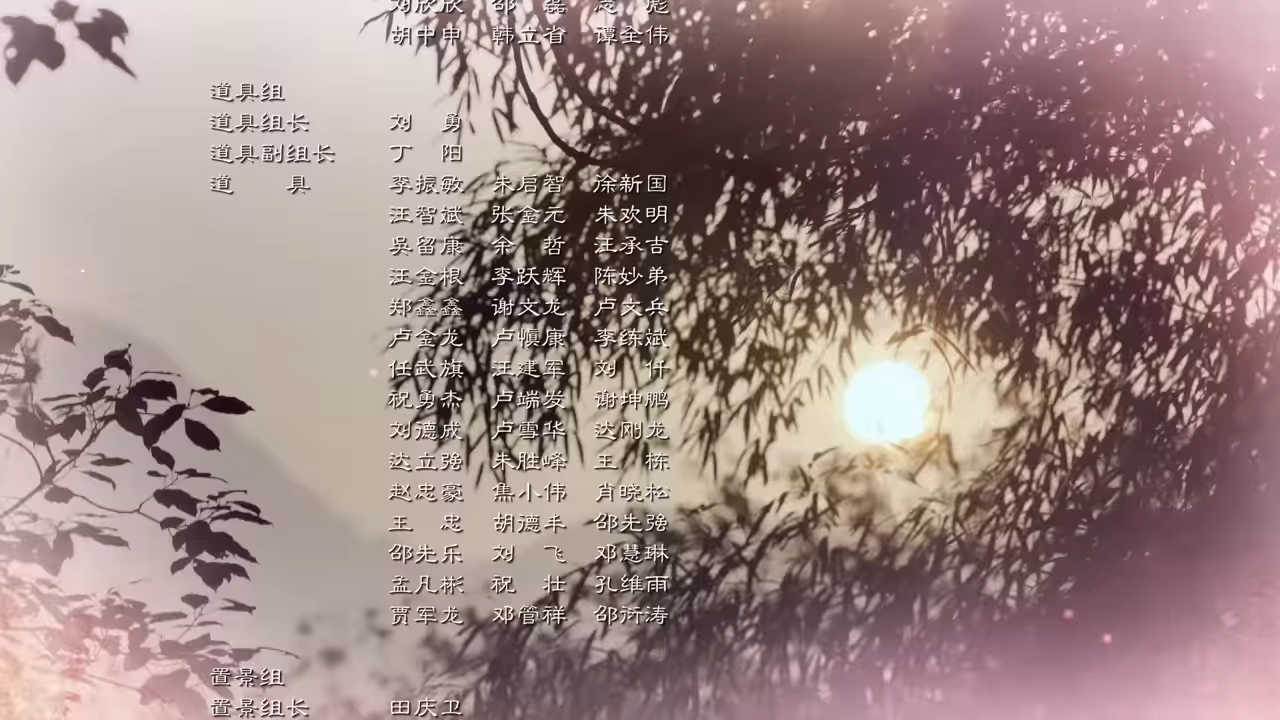 胡中申 韩立省 谭全伟
道具组
道具组长 刘 勇
道具副组长 丁 阳
道 具 李振敏 朱启智 徐新国
汪智斌 张金元 朱欢明
吴留康 余 哲 汪承吉
汪金根 李跃辉 陈妙弟
郑鑫鑫 谢文龙 卢文兵
卢金龙 卢慎康 李练斌
任武旗 汪建军 刘 仟
祝勇杰 卢端发 谢坤鹏
刘德成 卢雪华 达刚龙
达立强 朱胜峰 王 栋
赵忠豪 焦小伟 肖晓松
王 忠 胡德丰 邵先强
邵先乐 刘 飞 邓慧琳
孟凡彬 祝 壮 孔维雨
贾军龙 邓管祥 邵衍涛
置景组
置景组长 田庆卫